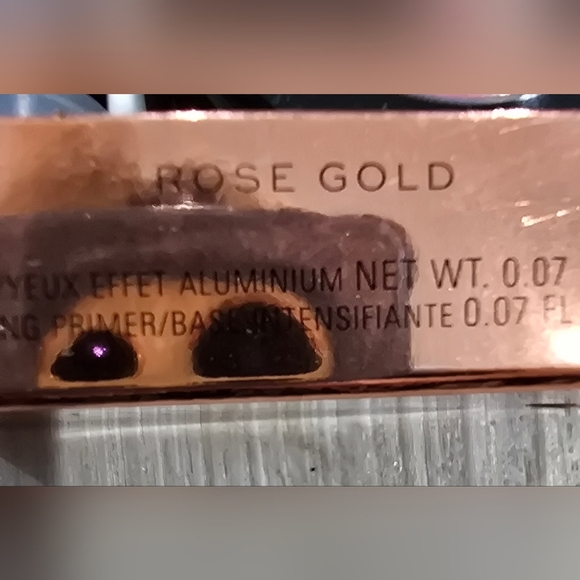 ROSE GOLD
YEUX EFFET ALUMINIUM NET WT. 0.07
NG PRIMER/BASE INTENSIFIANTE 0.07 FL